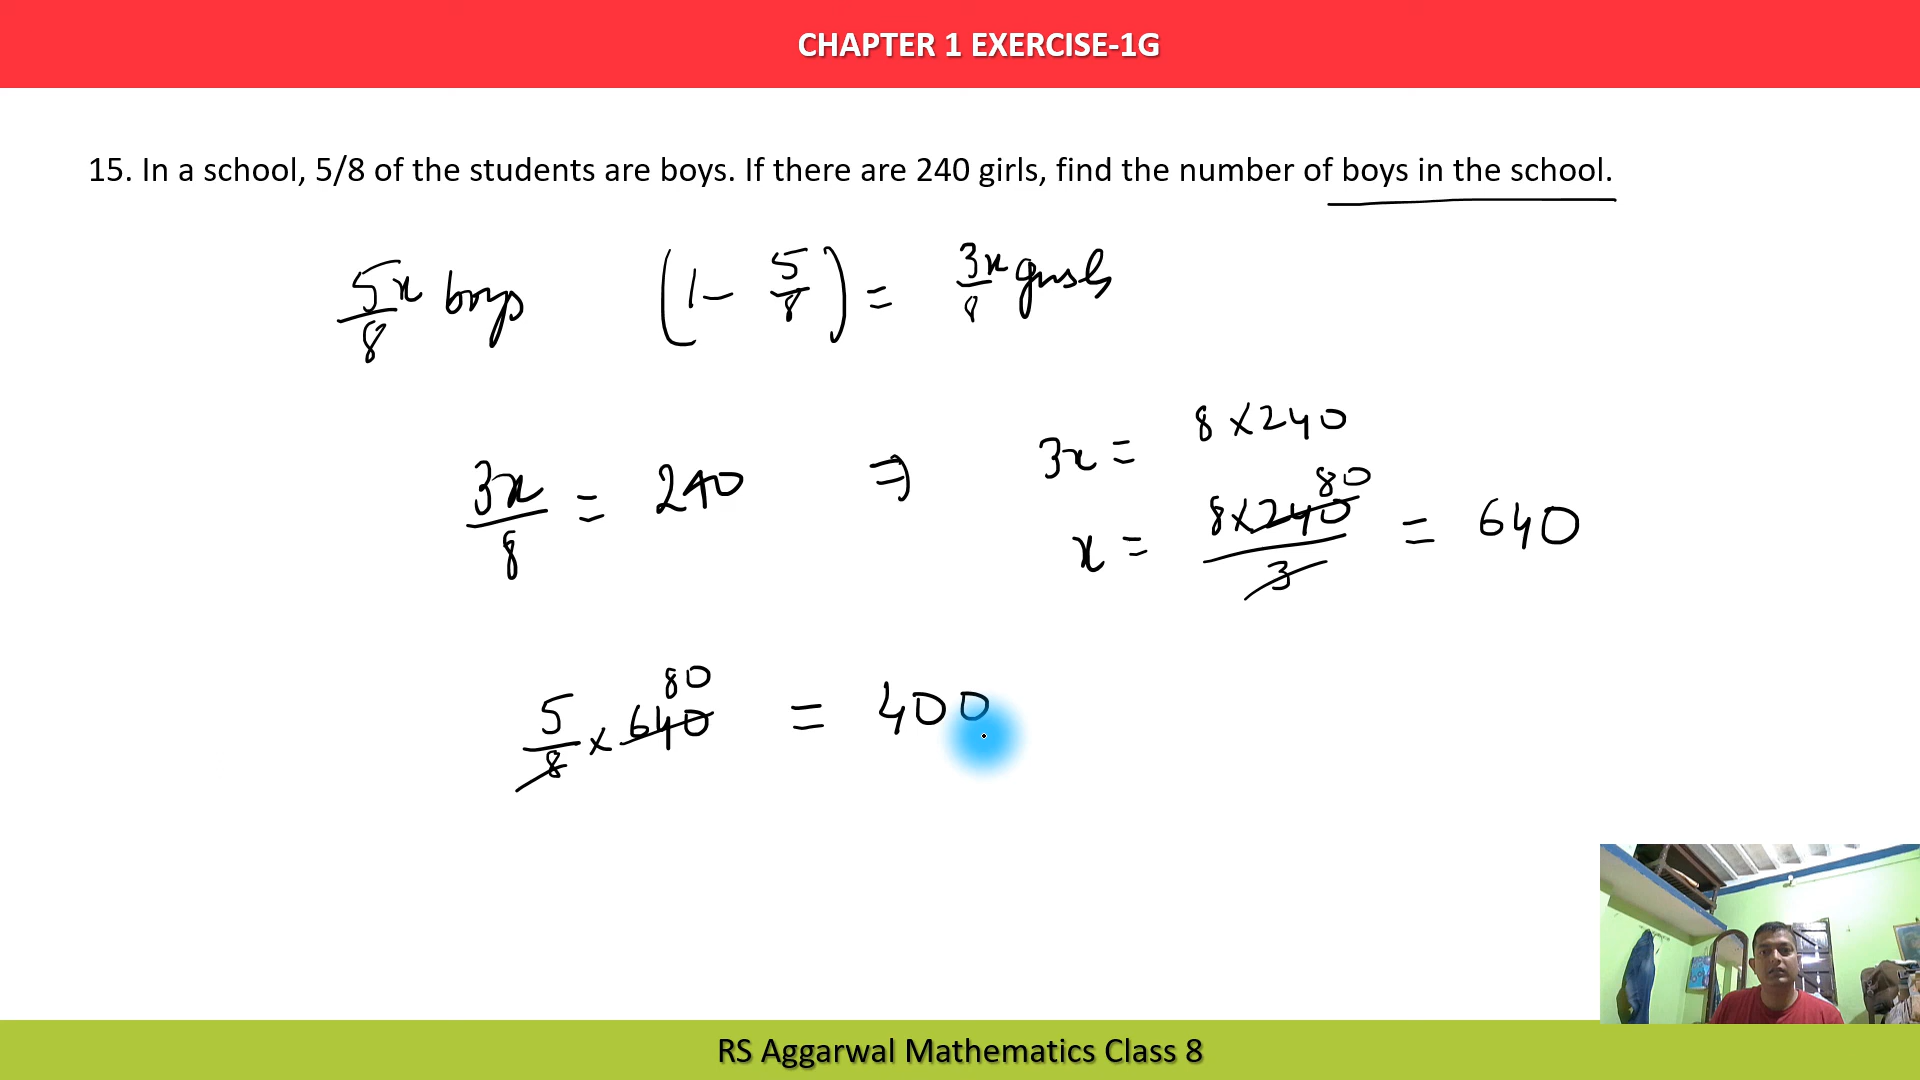 CHAPTER 1 EXERCISE-1G
15. In a school, 5/8 of the students are boys. If there are 240 girls, find the number of boys in the school.
5/8 x boys (1 - 5/8) = 3x/8 girls
3x/8 = 240 ⇒ 3x = 8 × 240
x = 8 × 240 / 3 80 = 640
5/8 × 640 80 = 400
RS Aggarwal Mathematics Class 8